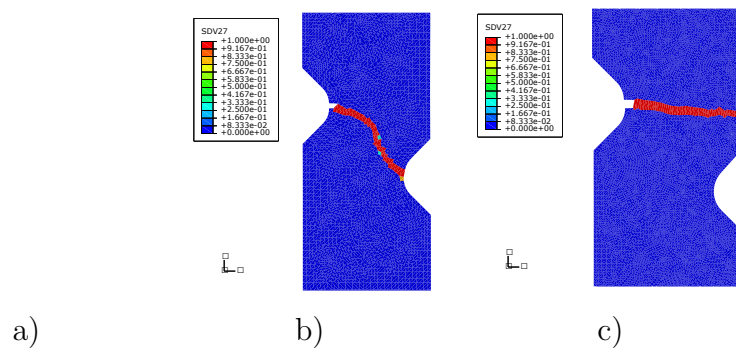 SDV27
+1.000e+00
+9.167e-01
+8.333e-01
+7.500e-01
+6.667e-01
+5.833e-01
+5.000e-01
+4.167e-01
+3.333e-01
+2.500e-01
+1.667e-01
+8.333e-02
+0.000e+00
SDV27
+1.000e+00
+9.167e-01
+8.333e-01
+7.500e-01
+6.667e-01
+5.833e-01
+5.000e-01
+4.167e-01
+3.333e-01
+2.500e-01
+1.667e-01
+8.333e-02
+0.000e+00
a) b) c)